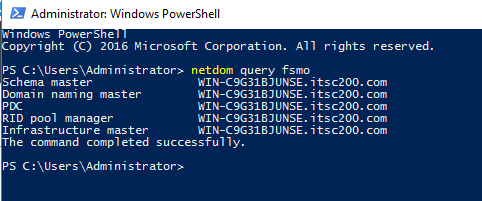 Administrator: Windows PowerShell
Windows PowerShell
Copyright (C) 2016 Microsoft Corporation. All rights reserved.
PS C:\Users\Administrator> netdom query fsmo
Schema master WIN-C9G31BJUNSE.itsc200.com
Domain naming master WIN-C9G31BJUNSE.itsc200.com
PDC WIN-C9G31BJUNSE.itsc200.com
RID pool manager WIN-C9G31BJUNSE.itsc200.com
Infrastructure master WIN-C9G31BJUNSE.itsc200.com
The command completed successfully.
PS C:\Users\Administrator>